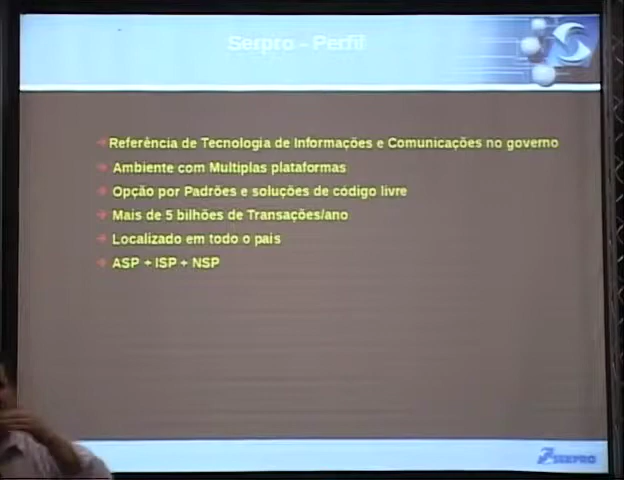 Serpro - Perfil
Referência de Tecnologia de Informações e Comunicações no governo
Ambiente com Multiplas plataformas
Opção por Padrões e soluções de código livre
Mais de 5 bilhões de Transações/ano
Localizado em todo o pais
ASP + ISP + NSP
SERPRO